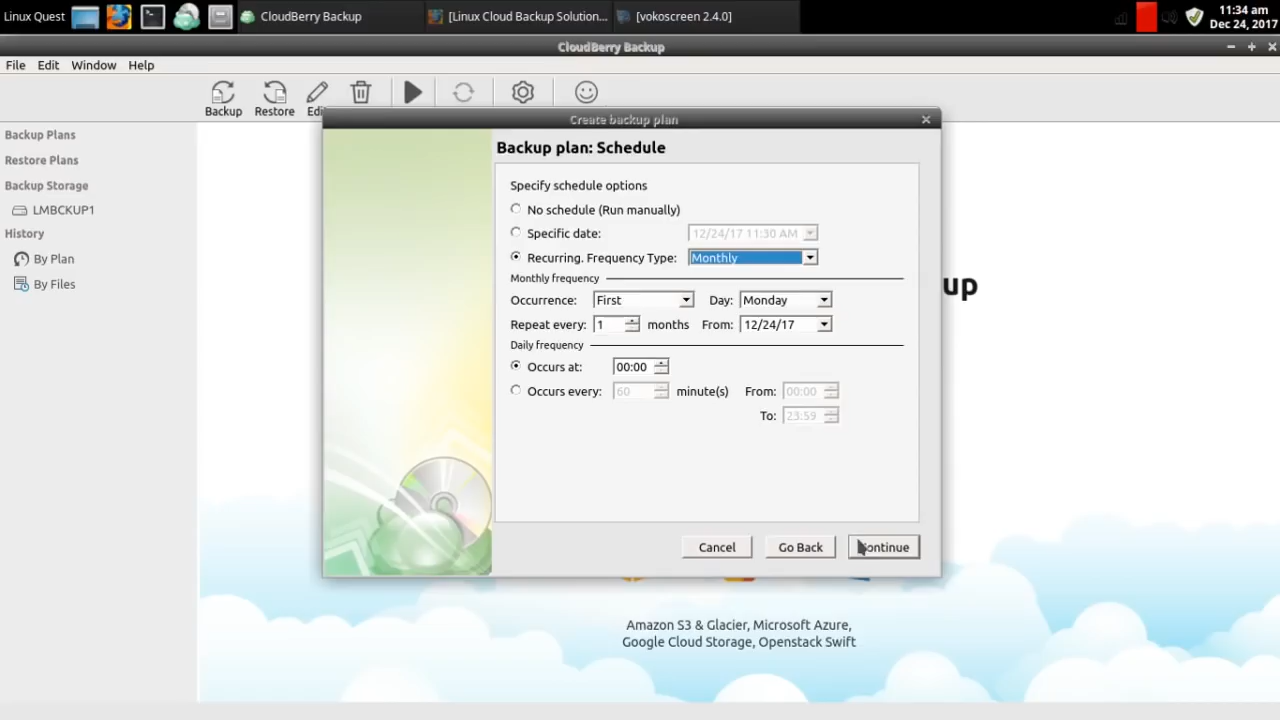 Linux Quest
CloudBerry Backup
[Linux Cloud Backup Solution...
[vokoscreen 2.4.0]
11:34 am
Dec 24, 2017
CloudBerry Backup
File Edit Window Help
Backup Restore
Create backup plan
Backup Plans
Restore Plans
Backup Storage
LMBCKUP1
History
By Plan
By Files
Backup plan: Schedule
Specify schedule options
No schedule (Run manually)
Specific date: 12/24/17 11:30 AM
Recurring. Frequency Type: Monthly
Monthly frequency
Occurrence: First Day: Monday
Repeat every: 1 months From: 12/24/17
Daily frequency
Occurs at: 00:00
Occurs every: 60 minute(s) From: 00:00
To: 23:59
Cancel Go Back Continue
up
Amazon S3 & Glacier, Microsoft Azure,
Google Cloud Storage, Openstack Swift